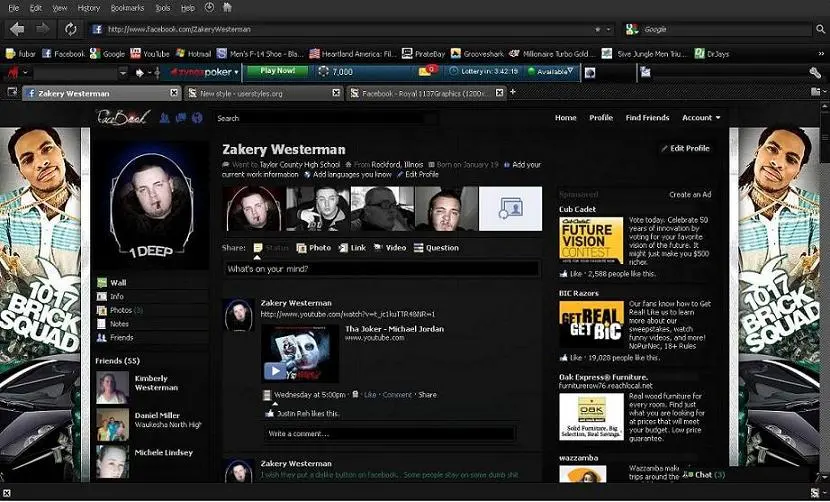 File Edit View History Bookmarks Tools Help
http://www.facebook.com/ZakeryWesterman
Google
Fubar Facebook Google YouTube Hotmail Men's F-14 Shoe - Bla... Heartland America: Fil... PirateBay Grooveshark Millionaire Turbo Gold... 5ive Jungle Men Tru... DrJays
zynga poker Play Now! 7,000 Lottery in: 3:42:19 Available
Zakery Westerman
New style - userstyles.org
Facebook - Royal 1137Graphics (1280x...
FaceBook
Search
Home Profile Find Friends Account
Zakery Westerman
Edit Profile
Went to Taylor County High School From Rockford, Illinois Born on January 19 Add your
current work information Add languages you know Edit Profile
1 DEEP
Share: Status Photo Link Video Question
What's on your mind?
Wall
Info
Photos (3)
Notes
Friends
Friends (55)
Kimberly
Westerman
Daniel Miller
Waukesha North High
Michele Lindsey
Zakery Westerman
Tha Joker - Michael Jordan
www.youtube.com
Wednesday at 5:00pm · Like · Comment · Share
Justin Reh likes this.
Write a comment...
Zakery Westerman
I wish they put a dislike button on facebook.. Some people stay on some dumb shit
Sponsored
Create an Ad
Cub Cadet
Cub Cadet
FUTURE
VISION
CONTEST
Vote today. Celebrate 50
years of innovation by
voting for your favorite
vision of the future. It
might just make you $500
richer.
Like · 2,588 people like this.
BIC Razors
GET REAL
GET BIC
Our fans know how to Get
Real! Like us to learn
more about our
sweepstakes, watch
funny videos, and more!
NoPurNec, 18+ Rules
Like · 19,028 people like this.
Oak Express® Furniture.
furniturerow76.reachlocal.net
OAK
Solid Furniture. Big
Selection, Real Savings.
Real wood furniture for
every room. Find just
what you are looking for
at prices that will meet
your budget. Low price
guarantee.
wazzamba
Wazzamba makes
trips around the
Chat (3)
1017
BRICK
SQUAD
1017
BRICK
SQUAD